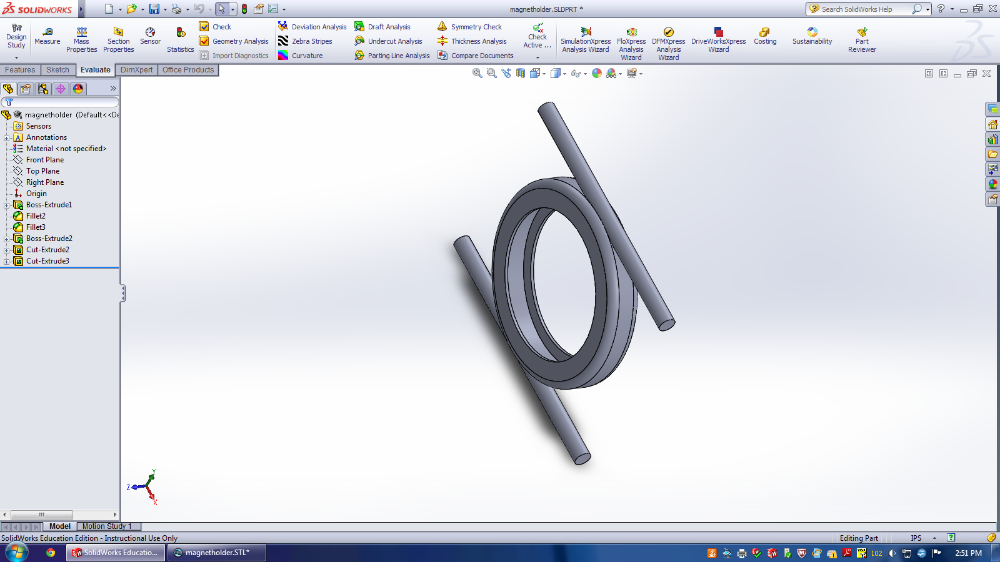 SOLIDWORKS
magnetholder.SLDPRT *
Search SolidWorks Help
Design Study
Measure
Mass Properties
Section Properties
Sensor
Statistics
Check
Geometry Analysis
Import Diagnostics
Deviation Analysis
Zebra Stripes
Curvature
Draft Analysis
Undercut Analysis
Parting Line Analysis
Symmetry Check
Thickness Analysis
Compare Documents
Check Active ...
SimulationXpress Analysis Wizard
FloXpress Analysis Wizard
DFMXpress Analysis Wizard
DriveWorksXpress Wizard
Costing
Sustainability
Part Reviewer
Features
Sketch
Evaluate
DimXpert
Office Products
magnetholder (Default<<De
Sensors
Annotations
Material <not specified>
Front Plane
Top Plane
Right Plane
Origin
Boss-Extrude1
Fillet2
Fillet3
Boss-Extrude2
Cut-Extrude2
Cut-Extrude3
Y
Z
X
Model
Motion Study 1
SolidWorks Education Edition - Instructional Use Only
Editing Part
IPS
SolidWorks Educatio...
magnetholder.STL*
102
2:51 PM